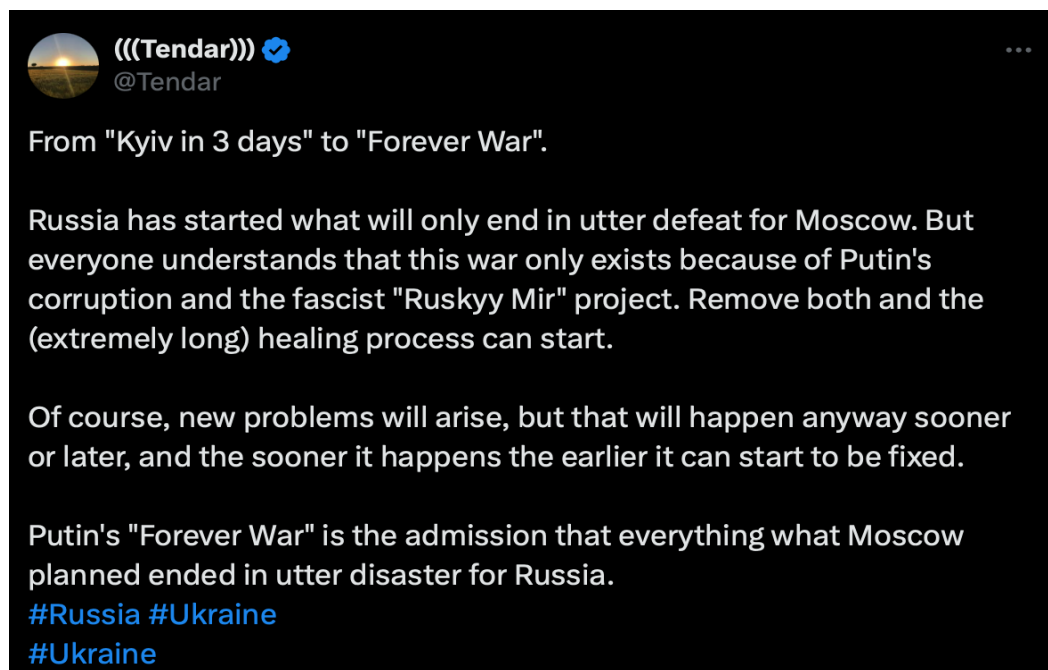 (((Tendar)))
@Tendar
From "Kyiv in 3 days" to "Forever War".
Russia has started what will only end in utter defeat for Moscow. But
everyone understands that this war only exists because of Putin's
corruption and the fascist "Ruskyy Mir" project. Remove both and the
(extremely long) healing process can start.
Of course, new problems will arise, but that will happen anyway sooner
or later, and the sooner it happens the earlier it can start to be fixed.
Putin's "Forever War" is the admission that everything what Moscow
planned ended in utter disaster for Russia.
#Russia #Ukraine
#Ukraine